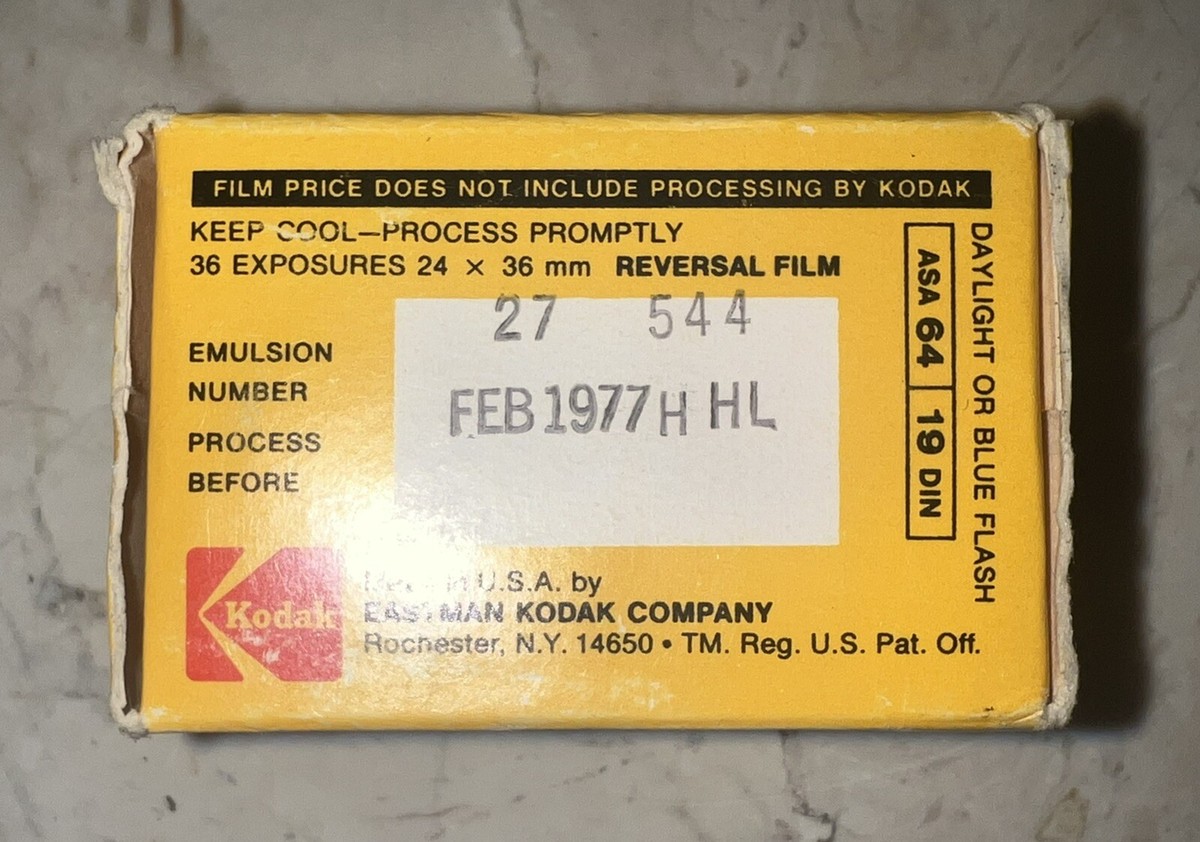 FILM PRICE DOES NOT INCLUDE PROCESSING BY KODAK
KEEP COOL—PROCESS PROMPTLY
36 EXPOSURES 24 × 36 mm REVERSAL FILM
27 544
EMULSION
NUMBER
FEB 1977 H HL
PROCESS
BEFORE
ASA 64 19 DIN
DAYLIGHT OR BLUE FLASH
Kodak
in U.S.A. by
EASTMAN KODAK COMPANY
Rochester, N.Y. 14650 • TM. Reg. U.S. Pat. Off.